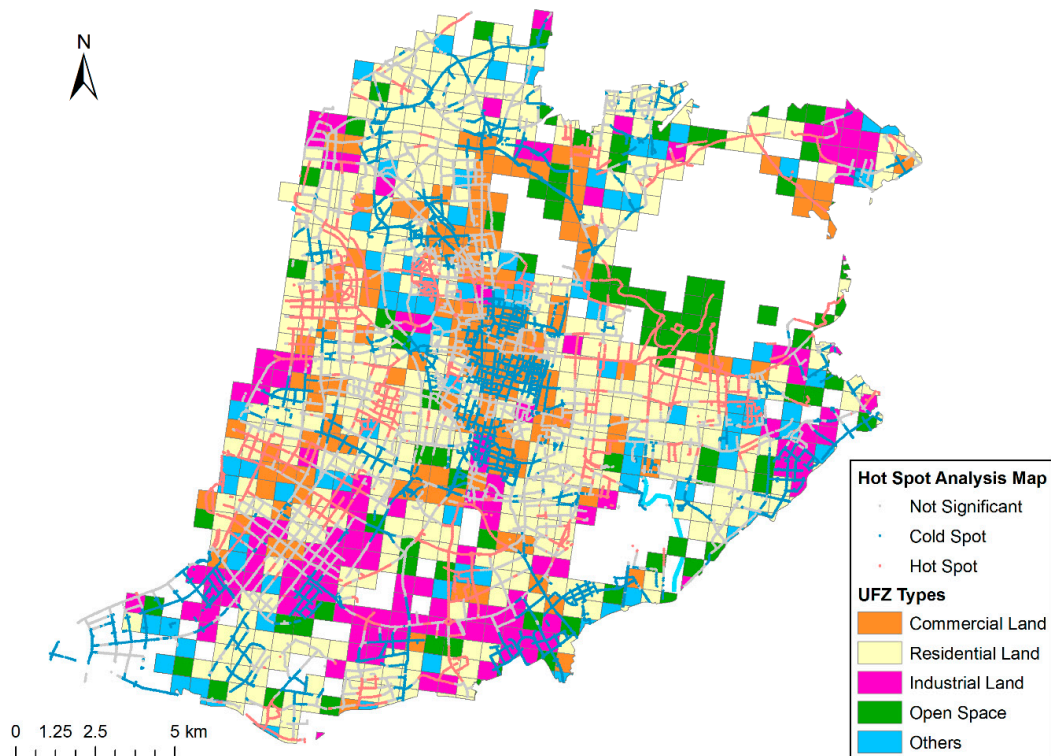 N
Hot Spot Analysis Map
Not Significant
Cold Spot
Hot Spot
UFZ Types
Commercial Land
Residential Land
Industrial Land
Open Space
Others
0 1.25 2.5 5 km